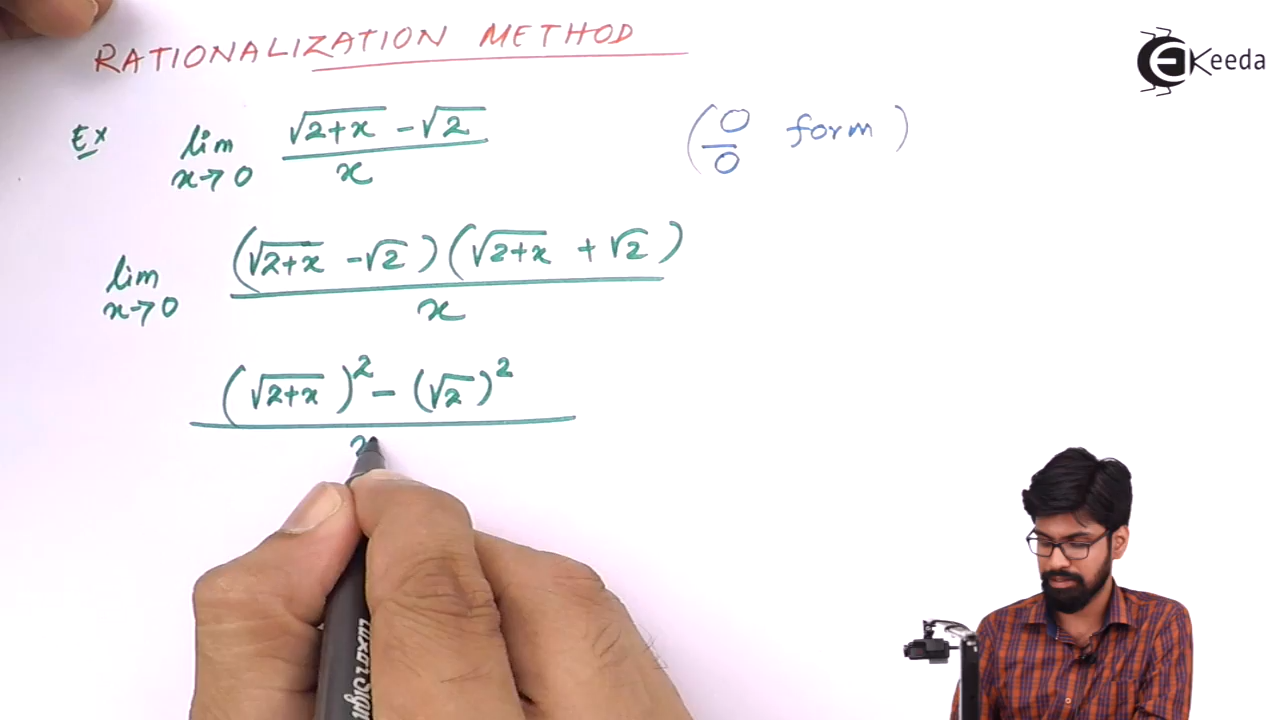 RATIONALIZATION METHOD
EKeeda
Ex lim x→0 (√(2+x) - √2)/x (0/0 form)
lim x→0 (√(2+x) - √2)(√(2+x) + √2)/x
(√(2+x))² - (√2)²